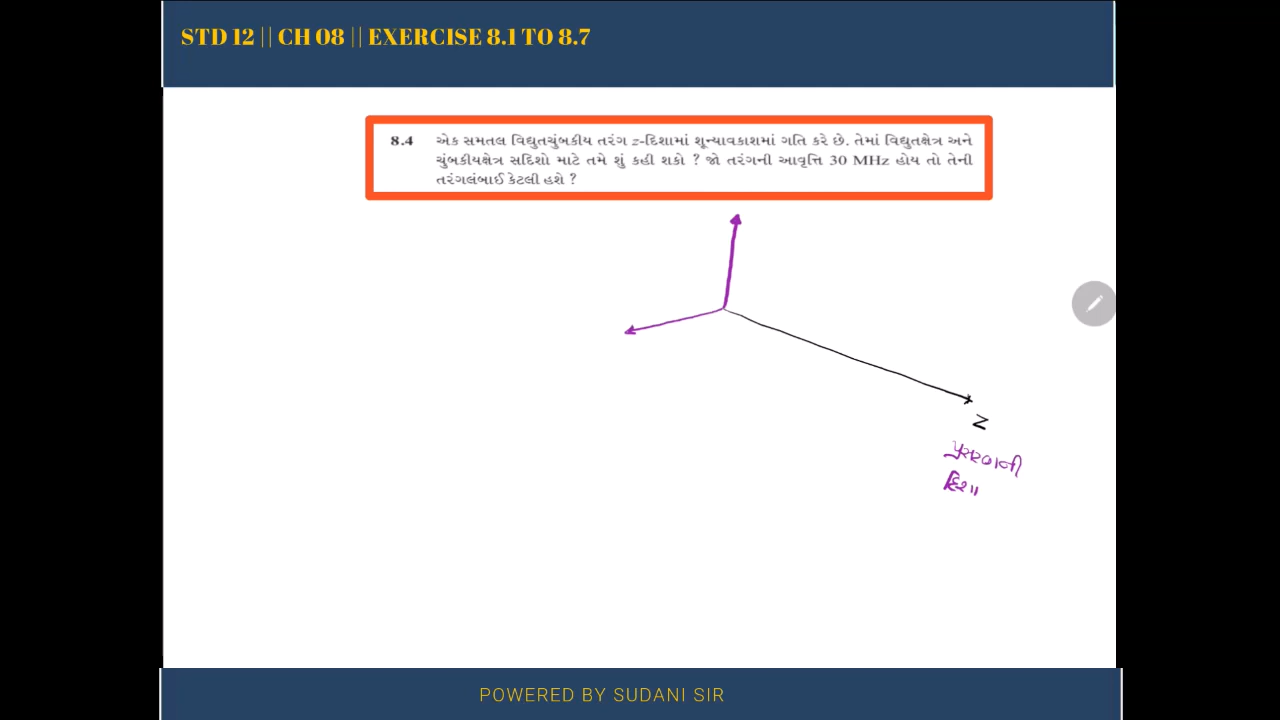 STD 12 || CH 08 || EXERCISE 8.1 TO 8.7
8.4 એક સમતલ વિદ્યુતચુંબકીય તરંગ z-દિશામાં શૂન્યાવકાશમાં ગતિ કરે છે. તેમાં વિદ્યુતક્ષેત્ર અને
ચુંબકીયક્ષેત્ર સદિશો માટે તમે શું કહી શકો ? જો તરંગની આવૃત્તિ 30 MHz હોય તો તેની
તરંગલંબાઈ કેટલી હશે ?
Z
દિશા
POWERED BY SUDANI SIR